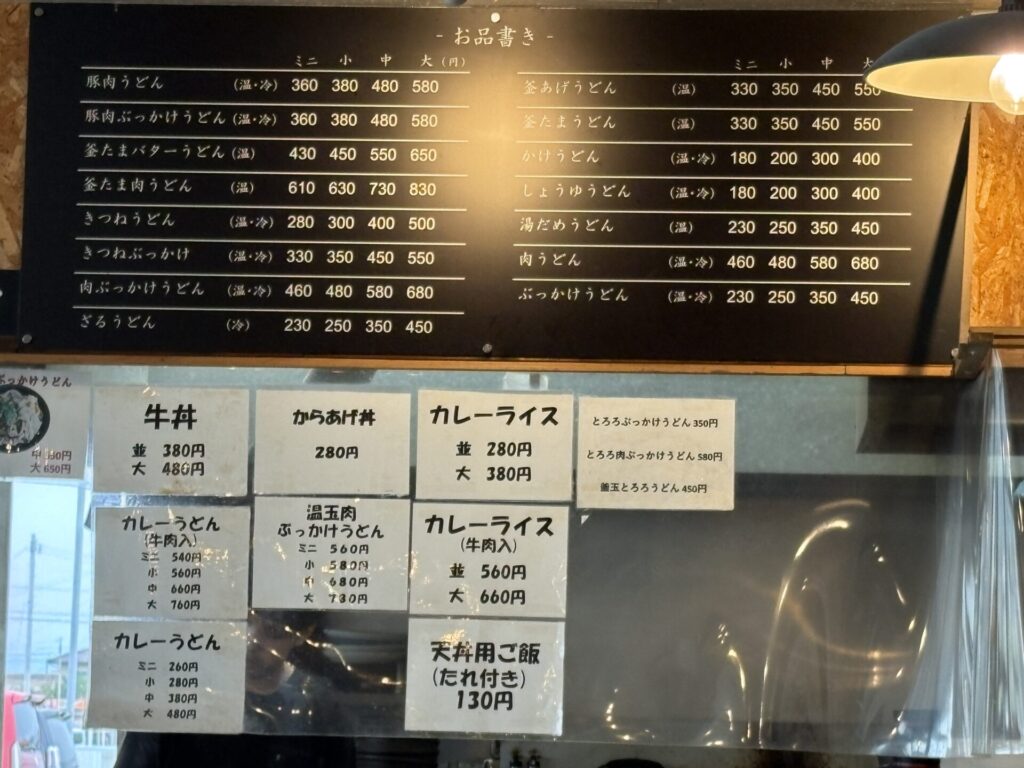 - お品書き -
ミニ 小 中 大 (円)
豚肉うどん (温・冷) 360 380 480 580
豚肉ぶっかけうどん (温・冷) 360 380 480 580
釜たまバターうどん (温) 430 450 550 650
釜たま肉うどん (温) 610 630 730 830
きつねうどん (温・冷) 280 300 400 500
きつねぶっかけ (温・冷) 330 350 450 550
肉ぶっかけうどん (温・冷) 460 480 580 680
ざるうどん (冷) 230 250 350 450
ミニ 小 中 大
釜あげうどん (温) 330 350 450 550
釜たまうどん (温) 330 350 450 550
かけうどん (温・冷) 180 200 300 400
しょうゆうどん (温・冷) 180 200 300 400
湯だめうどん (温) 230 250 350 450
肉うどん (温・冷) 460 480 580 680
ぶっかけうどん (温・冷) 230 250 350 450
ぶっかけうどん
大 650円
牛丼
並 380円
大 480円
からあげ丼
280円
カレーライス
並 280円
大 380円
とろろぶっかけうどん 350円
とろろ肉ぶっかけうどん 580円
釜玉とろろうどん 450円
カレーうどん
(牛肉入)
ミニ 540円
小 560円
中 660円
大 760円
温玉肉
ぶっかけうどん
ミニ 560円
小 580円
中 680円
大 780円
カレーライス
(牛肉入)
並 560円
大 660円
カレーうどん
ミニ 260円
小 280円
中 380円
大 480円
天丼用ご飯
(たれ付き)
130円